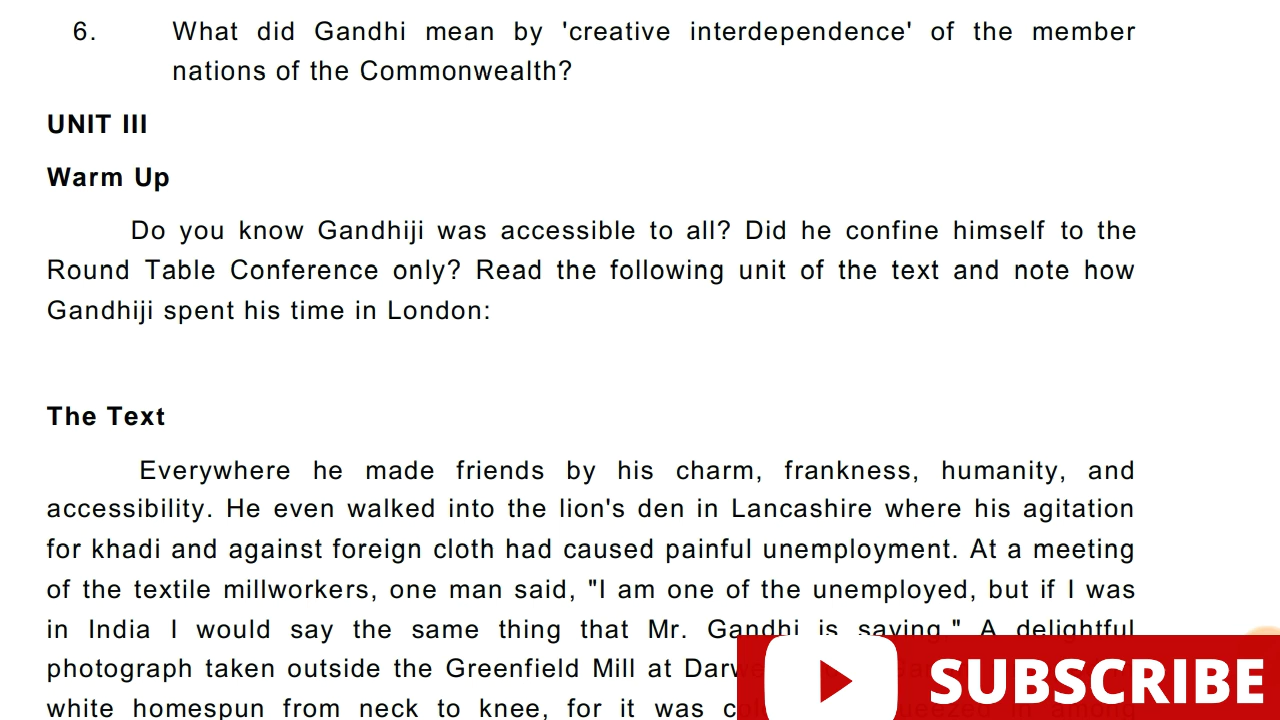 6. What did Gandhi mean by 'creative interdependence' of the member
nations of the Commonwealth?
UNIT III
Warm Up
Do you know Gandhiji was accessible to all? Did he confine himself to the
Round Table Conference only? Read the following unit of the text and note how
Gandhiji spent his time in London:
The Text
Everywhere he made friends by his charm, frankness, humanity, and
accessibility. He even walked into the lion's den in Lancashire where his agitation
for khadi and against foreign cloth had caused painful unemployment. At a meeting
of the textile millworkers, one man said, "I am one of the unemployed, but if I was
in India I would say the same thing that Mr. Gandhi is saying." A delightful
photograph taken outside the Greenfield Mill at
white homespun from neck to knee, for it was
SUBSCRIBE